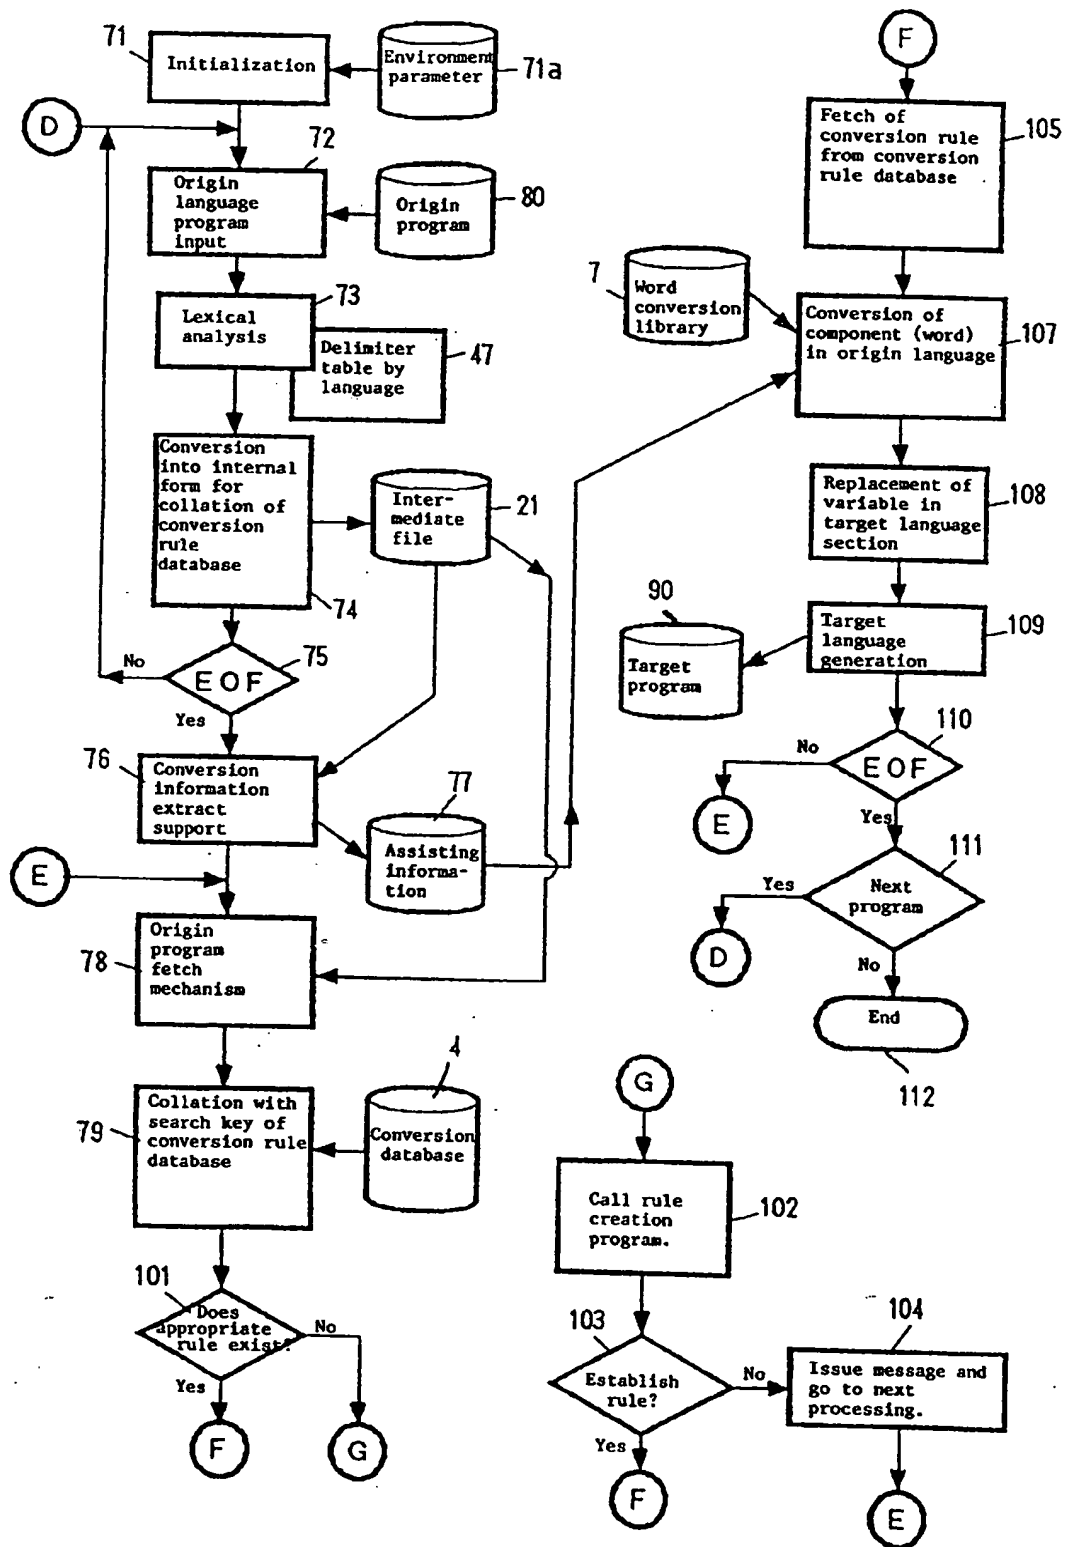 71
Initialization
Environment
parameter
71a
D
72
Origin
language
program
input
Origin
program
80
73
Lexical
analysis
Delimiter
table by
language
47
Conversion
into internal
form for
collation of
conversion
rule
database
74
Inter-
mediate
file
21
75
EOF
No
Yes
76
Conversion
information
extract
support
77
Assisting
informa-
tion
E
78
Origin
program
fetch
mechanism
79
Collation with
search key of
conversion rule
database
4
Conversion
database
101
Does
appropriate
rule exist?
No
Yes
F
G
F
Fetch of
conversion rule
from conversion
rule database
105
7
Word
conversion
library
Conversion of
component (word)
in origin language
107
Replacement of
variable in
target language
section
108
90
Target
program
Target
language
generation
109
110
EOF
No
E
Yes
111
Next
program
Yes
D
No
End
112
G
Call rule
creation
program.
102
103
Establish
rule?
No
104
Issue message and
go to next
processing.
Yes
F
E